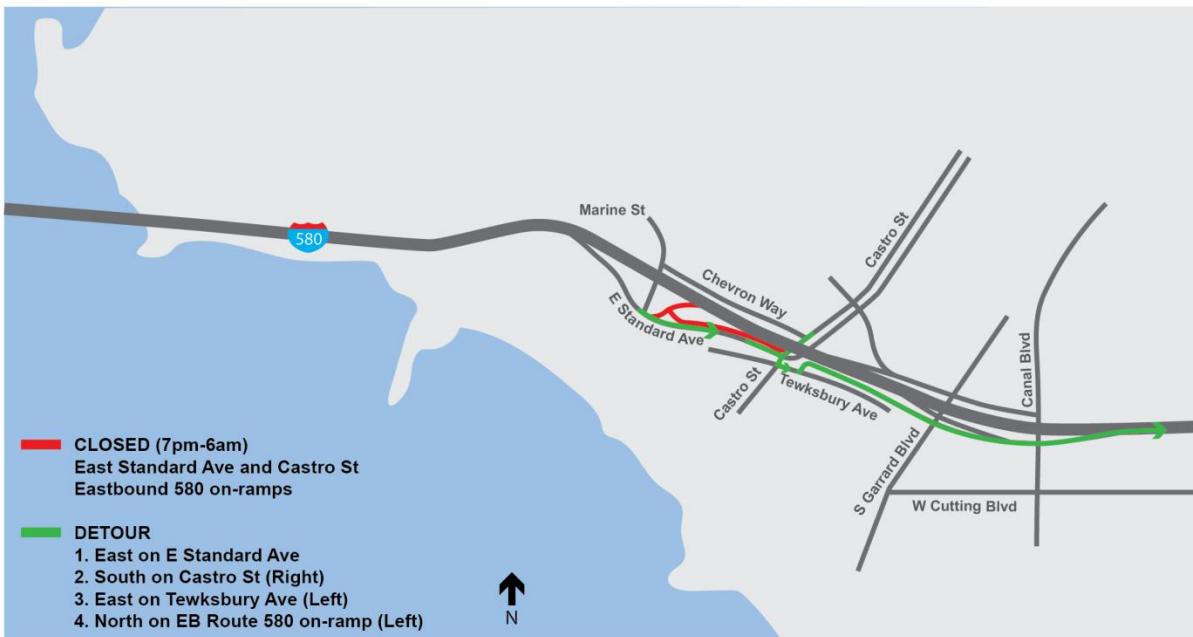 Marine St
580
Castro St
Chevron Way
E Standard Ave
Castro St
Tewksbury Ave
Canal Blvd
S Garrard Blvd
W Cutting Blvd
CLOSED (7pm-6am)
East Standard Ave and Castro St
Eastbound 580 on-ramps
DETOUR
1. East on E Standard Ave
2. South on Castro St (Right)
3. East on Tewksbury Ave (Left)
4. North on EB Route 580 on-ramp (Left)
N